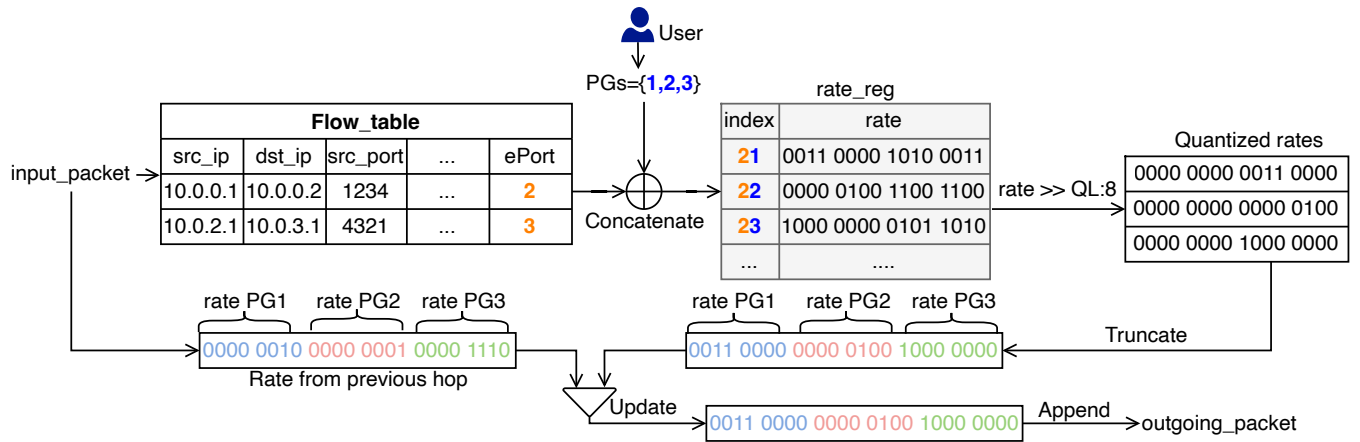 User
PGs={1,2,3}
input_packet
Flow_table
src_ip dst_ip src_port ... ePort
10.0.0.1 10.0.0.2 1234 ... 2
10.0.2.1 10.0.3.1 4321 ... 3
Concatenate
rate_reg
index rate
21 0011 0000 1010 0011
22 0000 0100 1100 1100
23 1000 0000 0101 1010
... ....
rate >> QL:8
Quantized rates
0000 0000 0011 0000
0000 0000 0000 0100
0000 0000 1000 0000
Truncate
rate PG1 rate PG2 rate PG3
0000 0010 0000 0001 0000 1110
Rate from previous hop
rate PG1 rate PG2 rate PG3
0011 0000 0000 0100 1000 0000
Update
0011 0000 0000 0100 1000 0000
Append
outgoing_packet